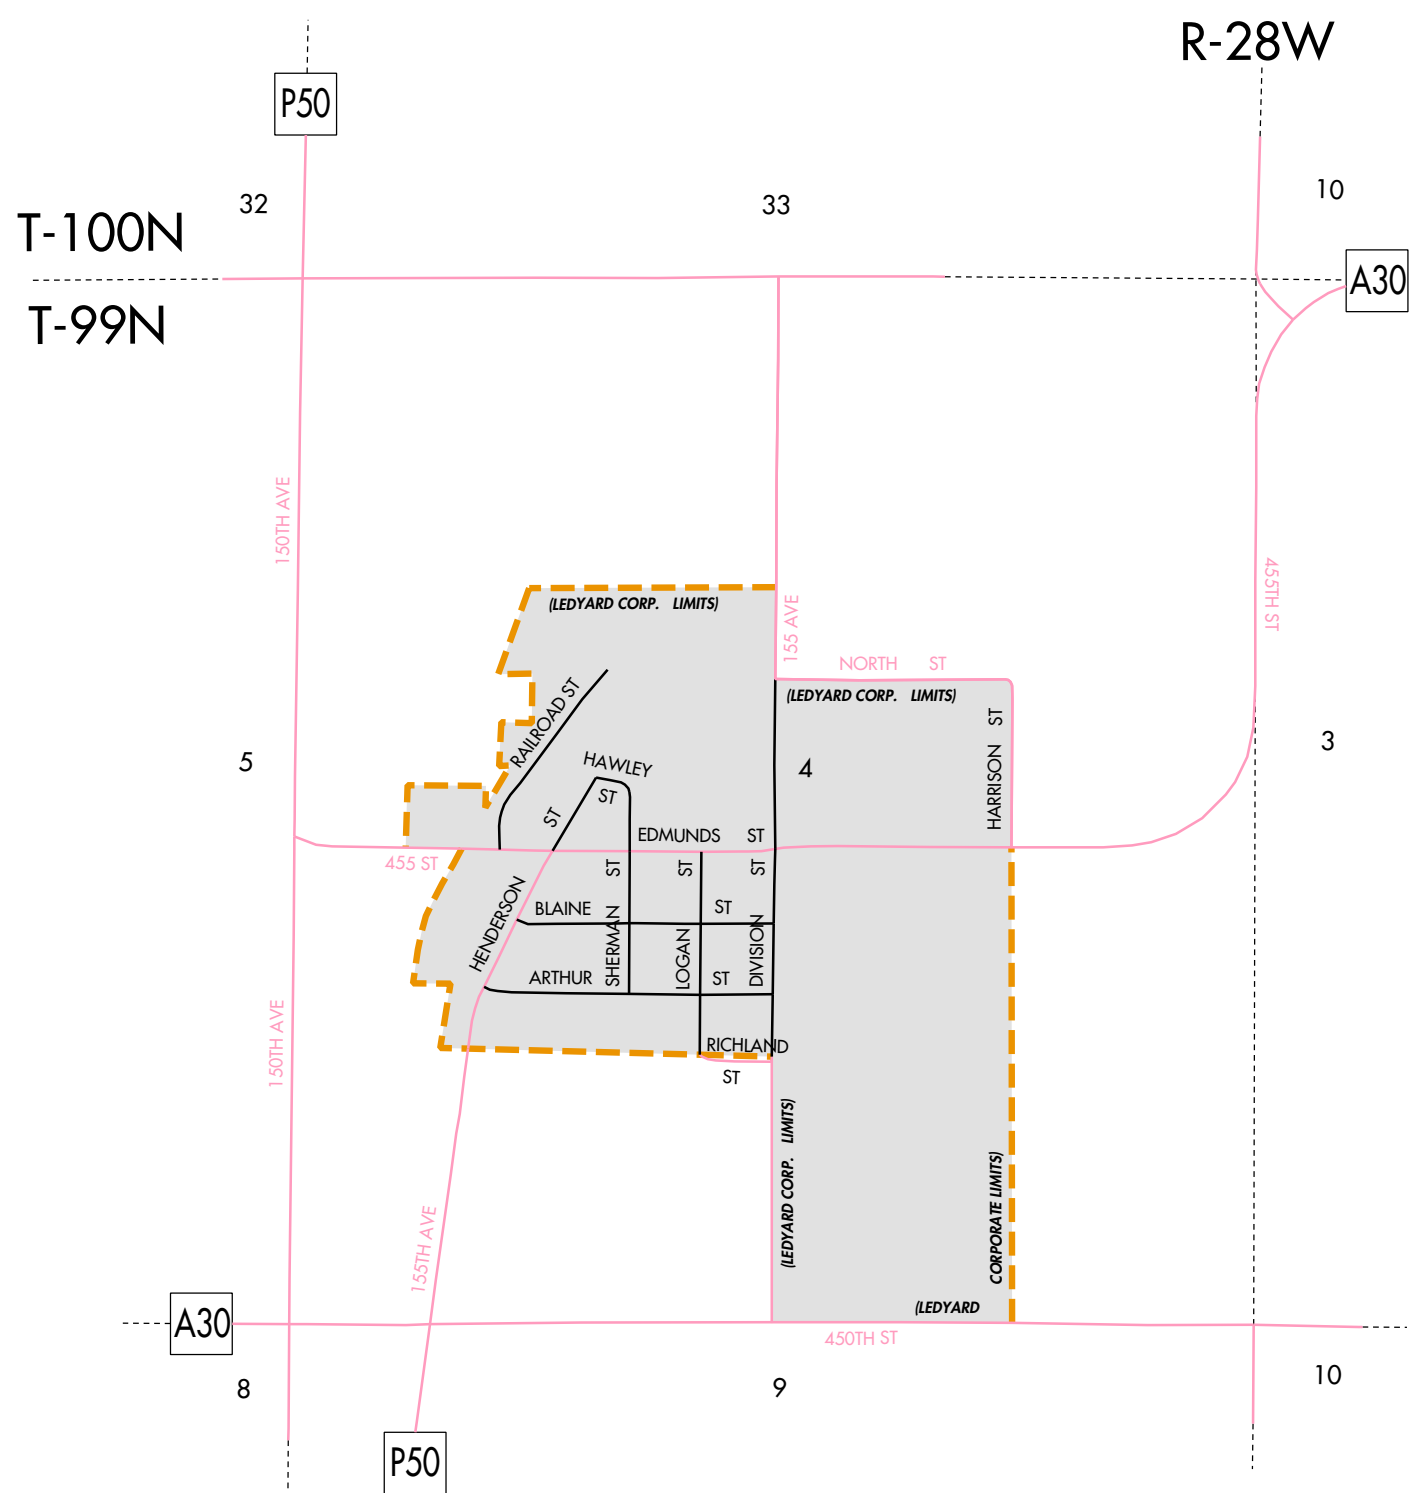 R-28W
P50
32
33
10
T-100N
A30
T-99N
150TH AVE
455TH ST
(LEDYARD CORP. LIMITS)
155 AVE
NORTH ST
(LEDYARD CORP. LIMITS)
RAILROAD ST
HARRISON ST
5
HAWLEY ST
4
3
ST
EDMUNDS ST
455 ST
HENDERSON
BLAINE ST
SHERMAN ST
LOGAN ST
DIVISION ST
ARTHUR ST
150TH AVE
RICHLAND
ST
(LEDYARD CORP. LIMITS)
CORPORATE LIMITS)
155TH AVE
(LEDYARD
A30
450TH ST
8
9
10
P50